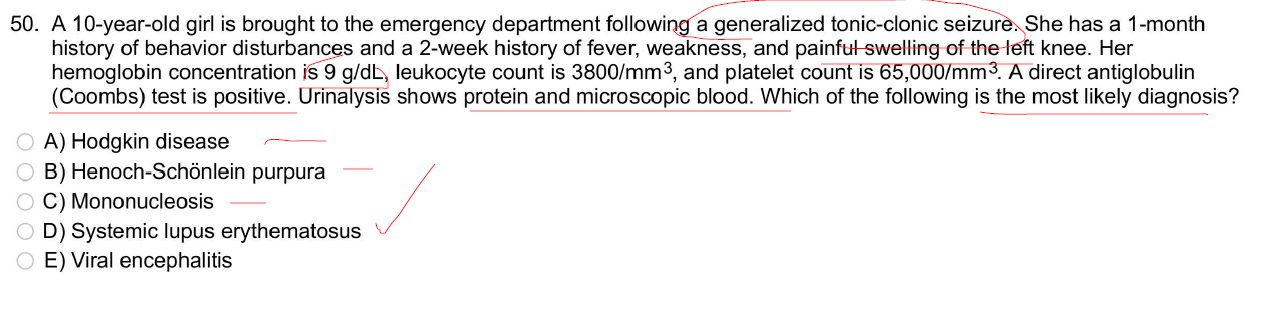 50. A 10-year-old girl is brought to the emergency department following a generalized tonic-clonic seizure. She has a 1-month
history of behavior disturbances and a 2-week history of fever, weakness, and painful swelling of the left knee. Her
hemoglobin concentration is 9 g/dL, leukocyte count is 3800/mm3, and platelet count is 65,000/mm3. A direct antiglobulin
(Coombs) test is positive. Urinalysis shows protein and microscopic blood. Which of the following is the most likely diagnosis?
A) Hodgkin disease
B) Henoch-Schönlein purpura
C) Mononucleosis
D) Systemic lupus erythematosus
E) Viral encephalitis